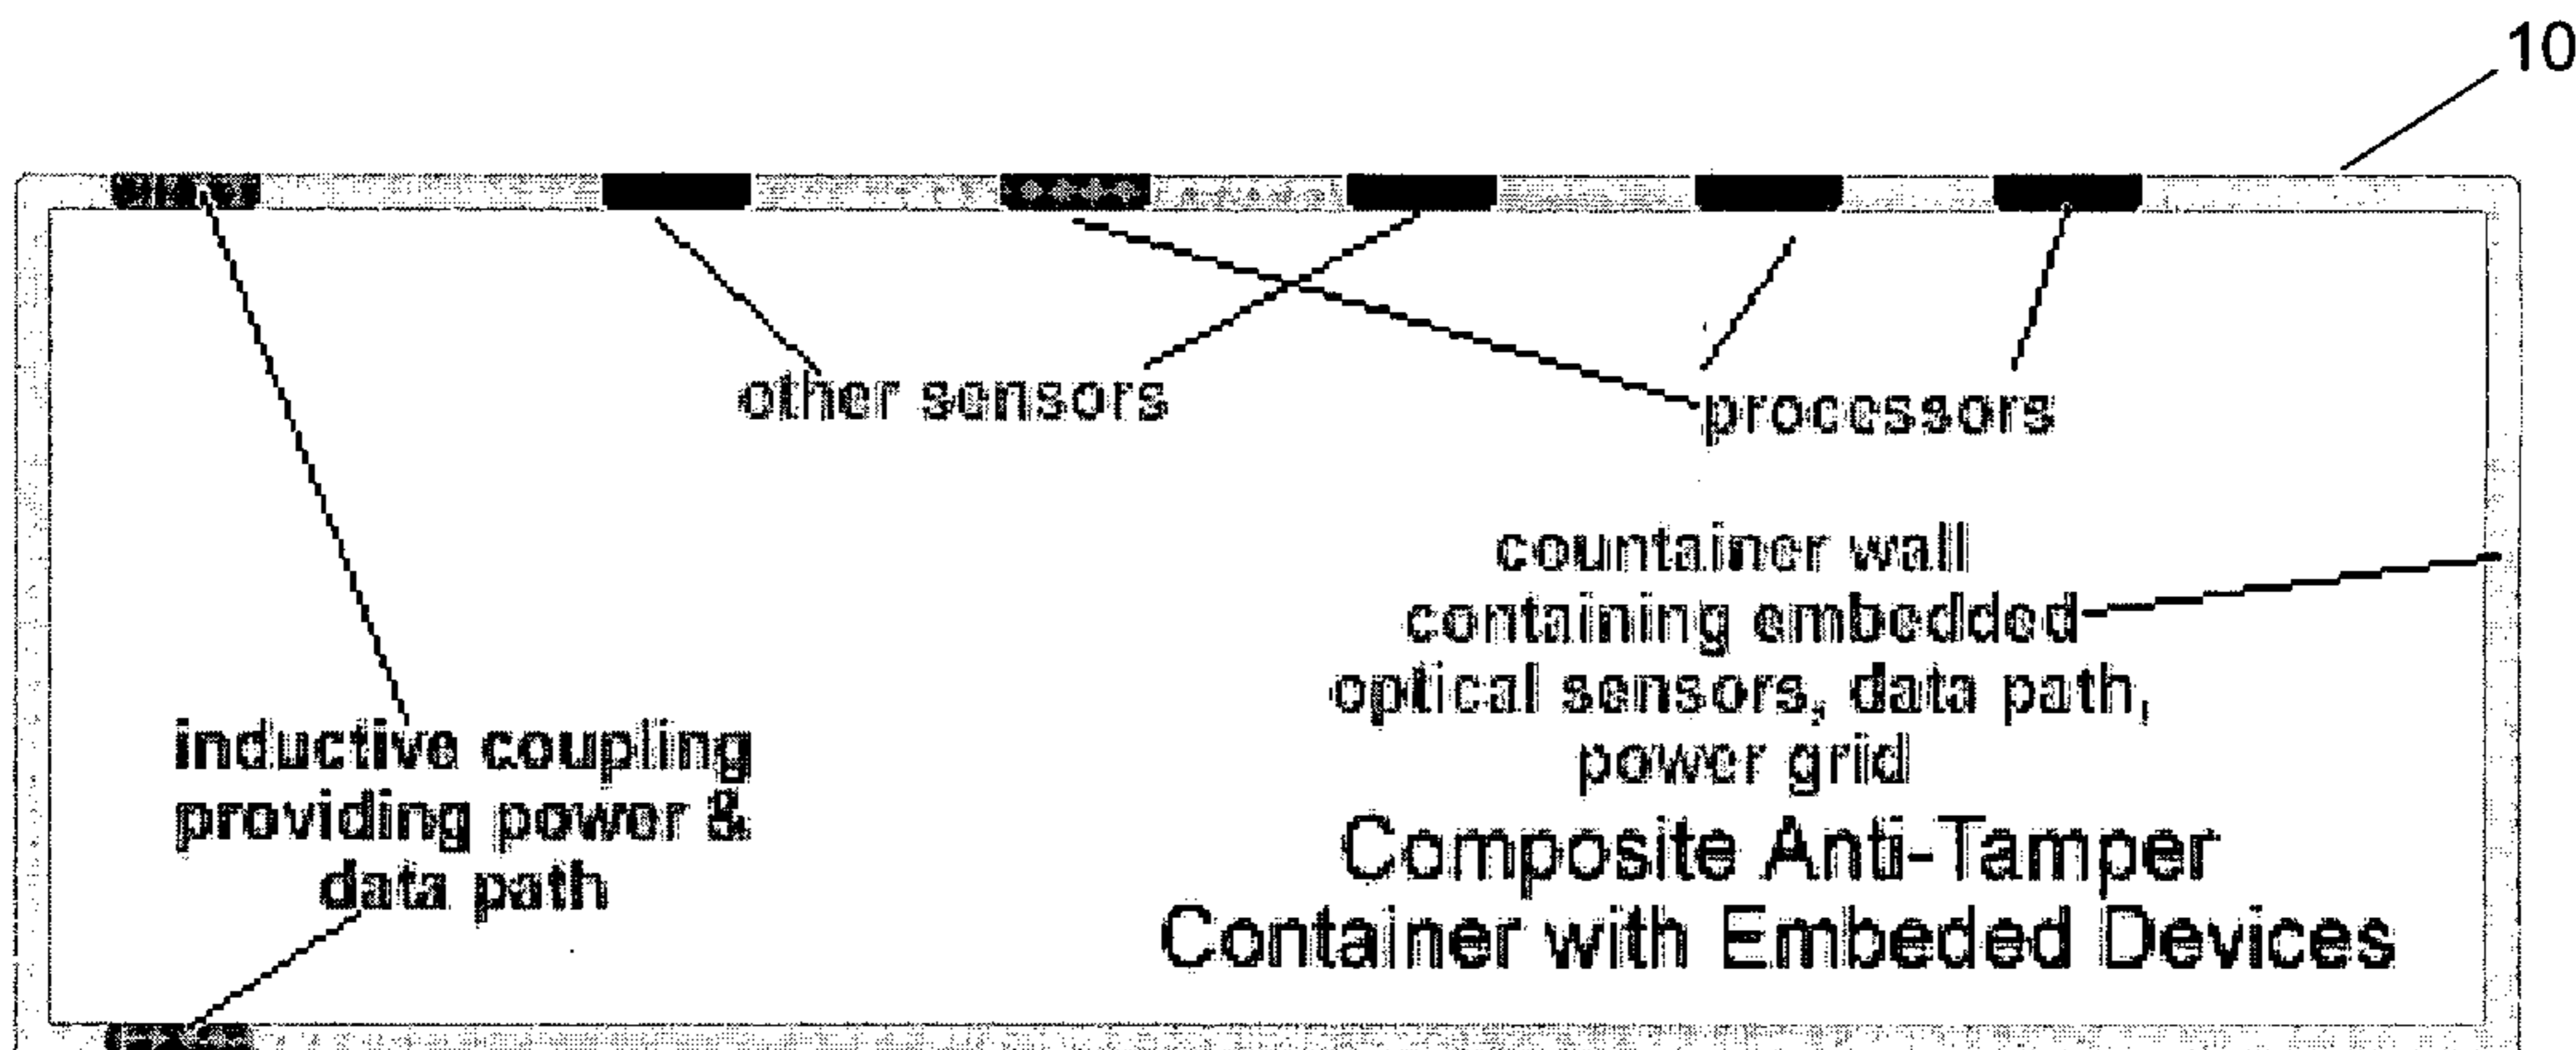 10
other sensors
processors
countainer wall
containing embedded
optical sensors, data path,
power grid
inductive coupling
providing power &
data path
Composite Anti-Tamper
Container with Embeded Devices